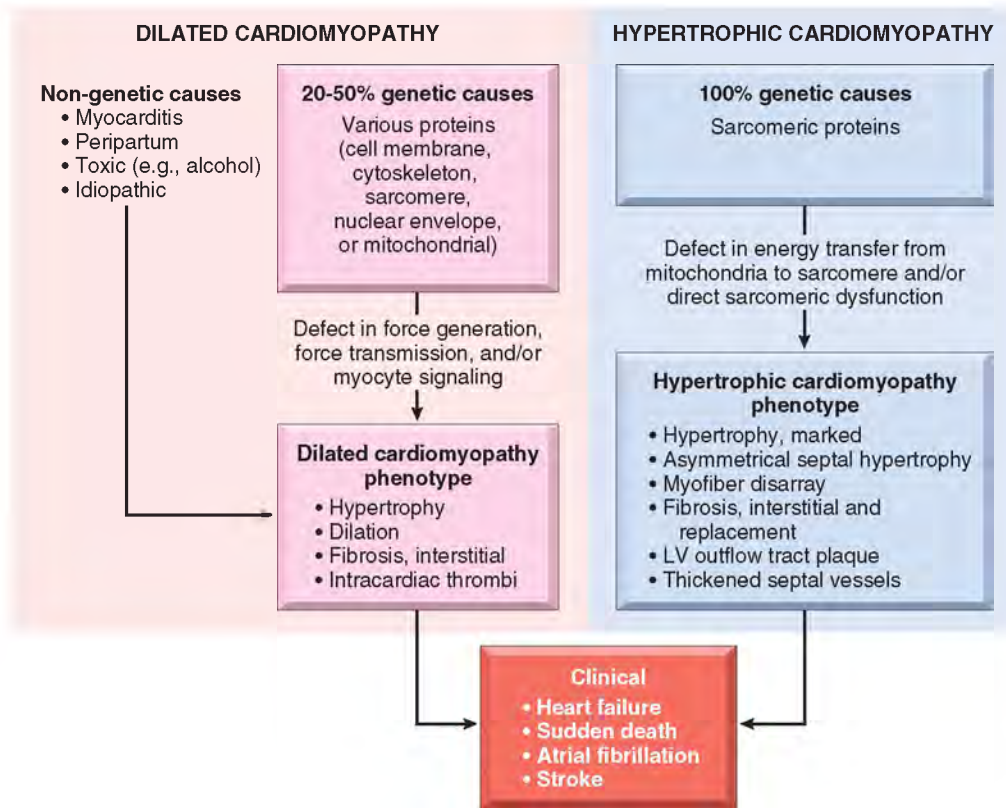 DILATED CARDIOMYOPATHY
Non-genetic causes
• Myocarditis
• Peripartum
• Toxic (e.g., alcohol)
• Idiopathic
20-50% genetic causes
Various proteins
(cell membrane,
cytoskeleton,
sarcomere,
nuclear envelope,
or mitochondrial)
Defect in force generation,
force transmission, and/or
myocyte signaling
Dilated cardiomyopathy
phenotype
• Hypertrophy
• Dilation
• Fibrosis, interstitial
• Intracardiac thrombi
HYPERTROPHIC CARDIOMYOPATHY
100% genetic causes
Sarcomeric proteins
Defect in energy transfer from
mitochondria to sarcomere and/or
direct sarcomeric dysfunction
Hypertrophic cardiomyopathy
phenotype
• Hypertrophy, marked
• Asymmetrical septal hypertrophy
• Myofiber disarray
• Fibrosis, interstitial and
replacement
• LV outflow tract plaque
• Thickened septal vessels
Clinical
• Heart failure
• Sudden death
• Atrial fibrillation
• Stroke